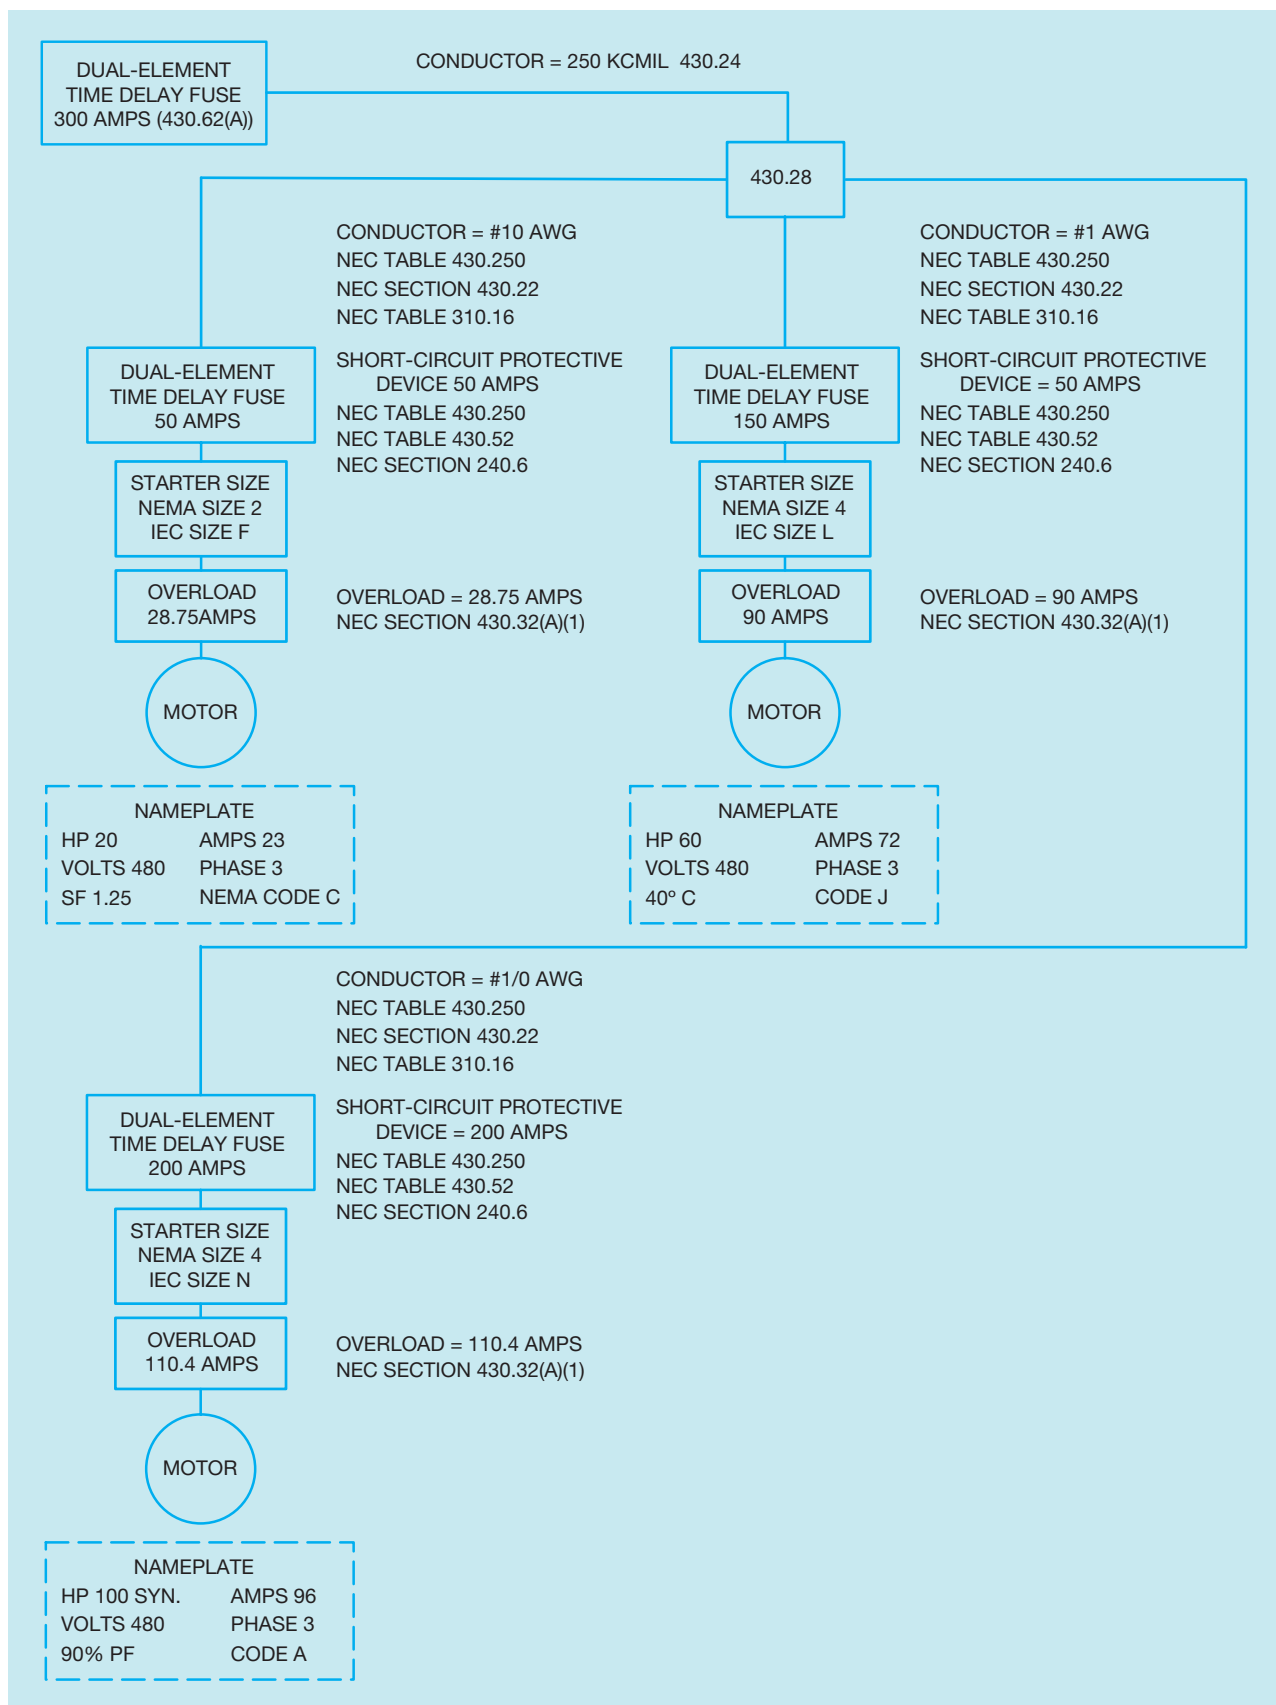 DUAL-ELEMENT
TIME DELAY FUSE
300 AMPS (430.62(A))
CONDUCTOR = 250 KCMIL 430.24
430.28
CONDUCTOR = #10 AWG
NEC TABLE 430.250
NEC SECTION 430.22
NEC TABLE 310.16
DUAL-ELEMENT
TIME DELAY FUSE
50 AMPS
SHORT-CIRCUIT PROTECTIVE
DEVICE 50 AMPS
NEC TABLE 430.250
NEC TABLE 430.52
NEC SECTION 240.6
STARTER SIZE
NEMA SIZE 2
IEC SIZE F
OVERLOAD
28.75AMPS
OVERLOAD = 28.75 AMPS
NEC SECTION 430.32(A)(1)
MOTOR
NAMEPLATE
HP 20 AMPS 23
VOLTS 480 PHASE 3
SF 1.25 NEMA CODE C
CONDUCTOR = #1 AWG
NEC TABLE 430.250
NEC SECTION 430.22
NEC TABLE 310.16
DUAL-ELEMENT
TIME DELAY FUSE
150 AMPS
SHORT-CIRCUIT PROTECTIVE
DEVICE = 50 AMPS
NEC TABLE 430.250
NEC TABLE 430.52
NEC SECTION 240.6
STARTER SIZE
NEMA SIZE 4
IEC SIZE L
OVERLOAD
90 AMPS
OVERLOAD = 90 AMPS
NEC SECTION 430.32(A)(1)
MOTOR
NAMEPLATE
HP 60 AMPS 72
VOLTS 480 PHASE 3
40º C CODE J
CONDUCTOR = #1/0 AWG
NEC TABLE 430.250
NEC SECTION 430.22
NEC TABLE 310.16
DUAL-ELEMENT
TIME DELAY FUSE
200 AMPS
SHORT-CIRCUIT PROTECTIVE
DEVICE = 200 AMPS
NEC TABLE 430.250
NEC TABLE 430.52
NEC SECTION 240.6
STARTER SIZE
NEMA SIZE 4
IEC SIZE N
OVERLOAD
110.4 AMPS
OVERLOAD = 110.4 AMPS
NEC SECTION 430.32(A)(1)
MOTOR
NAMEPLATE
HP 100 SYN. AMPS 96
VOLTS 480 PHASE 3
90% PF CODE A